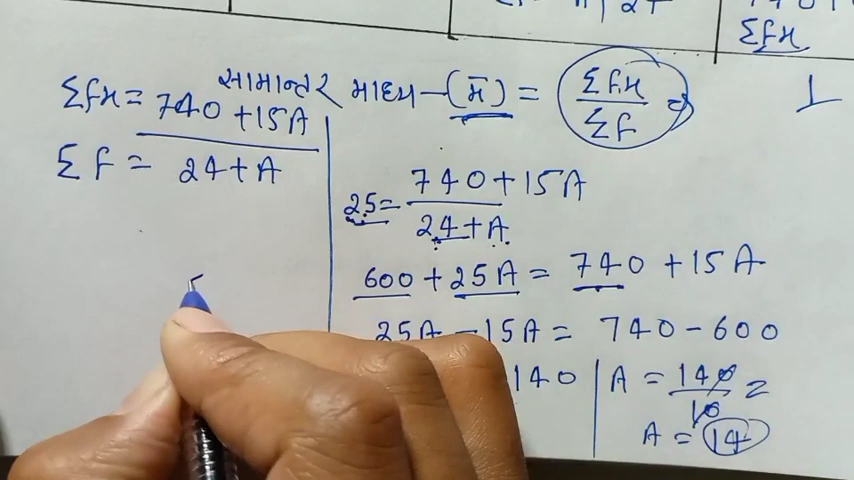 Σfx
Σfx = 740 + 15A
Σf = 24 + A
सामान्तर माध्य - (x̄) = Σfx / Σf
25 = 740 + 15A / 24 + A
600 + 25A = 740 + 15A
25A - 15A = 740 - 600
140
A = 140 / 10 =
A = 14